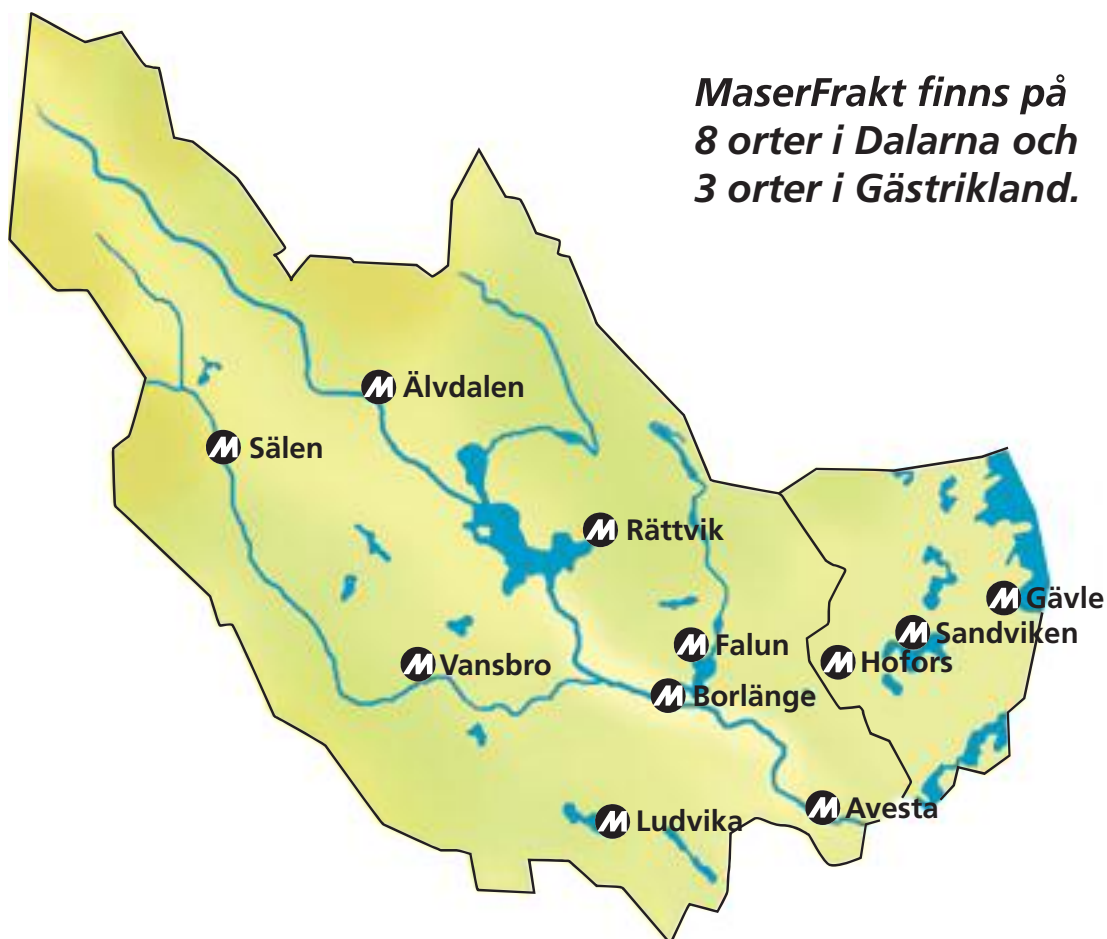 MaserFrakt finns på
8 orter i Dalarna och
3 orter i Gästrikland.
Älvdalen
Sälen
Rättvik
Gävle
Sandviken
Falun
Hofors
Vansbro
Borlänge
Avesta
Ludvika